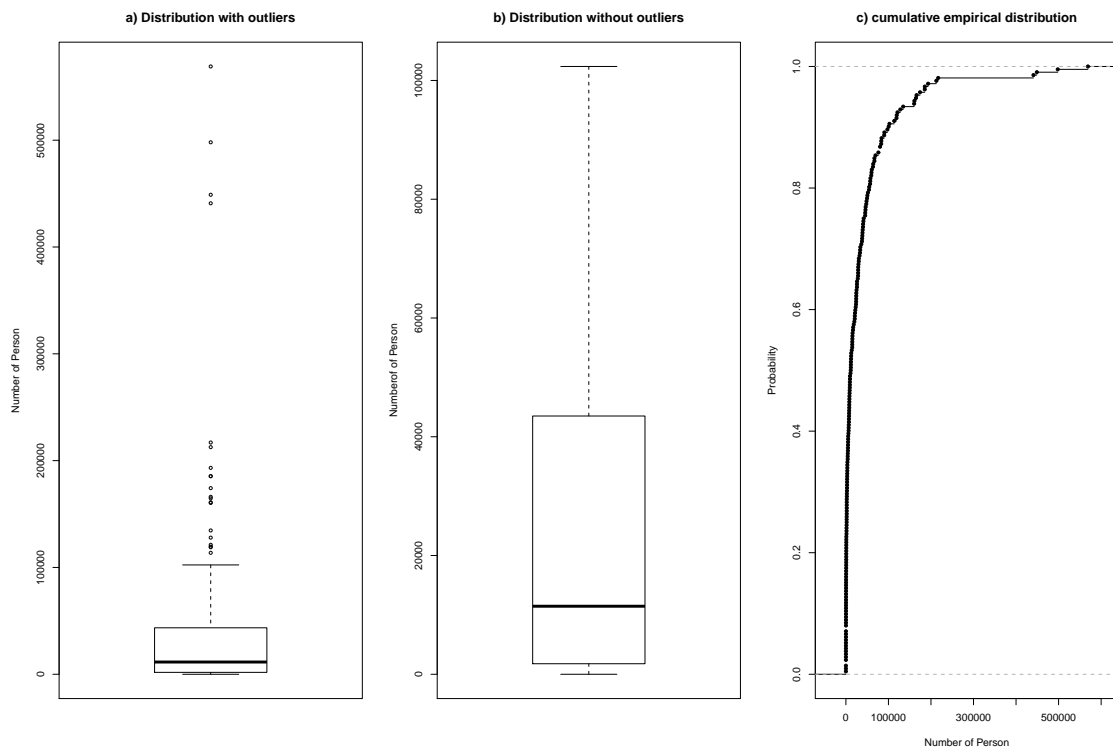 a) Distribution with outliers
Number of Person
0
100000
200000
300000
400000
500000
b) Distribution without outliers
Numberof of Person
0
20000
40000
60000
80000
100000
c) cumulative empirical distribution
Probability
0.0
0.2
0.4
0.6
0.8
1.0
0 100000 300000 500000
Number of Person